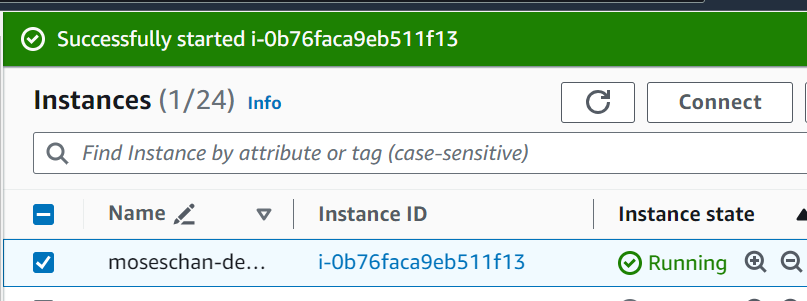 Successfully started i-0b76faca9eb511f13
Instances (1/24) Info
Connect
Find Instance by attribute or tag (case-sensitive)
Name Instance ID Instance state
moseschan-de... i-0b76faca9eb511f13 Running